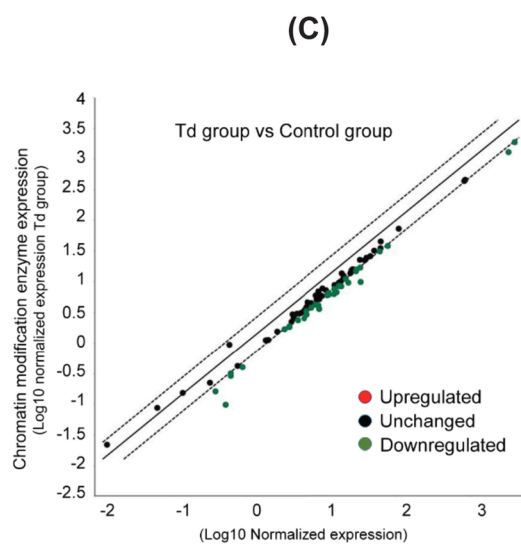 (C)
Td group vs Control group
Chromatin modification enzyme expression
(Log10 normalized expression Td group)
4
3.5
3
2.5
2
1.5
1
0.5
0
-0.5
-1
-1.5
-2
-2.5
Upregulated
Unchanged
Downregulated
-2
-1
0
1
2
3
(Log10 Normalized expression)